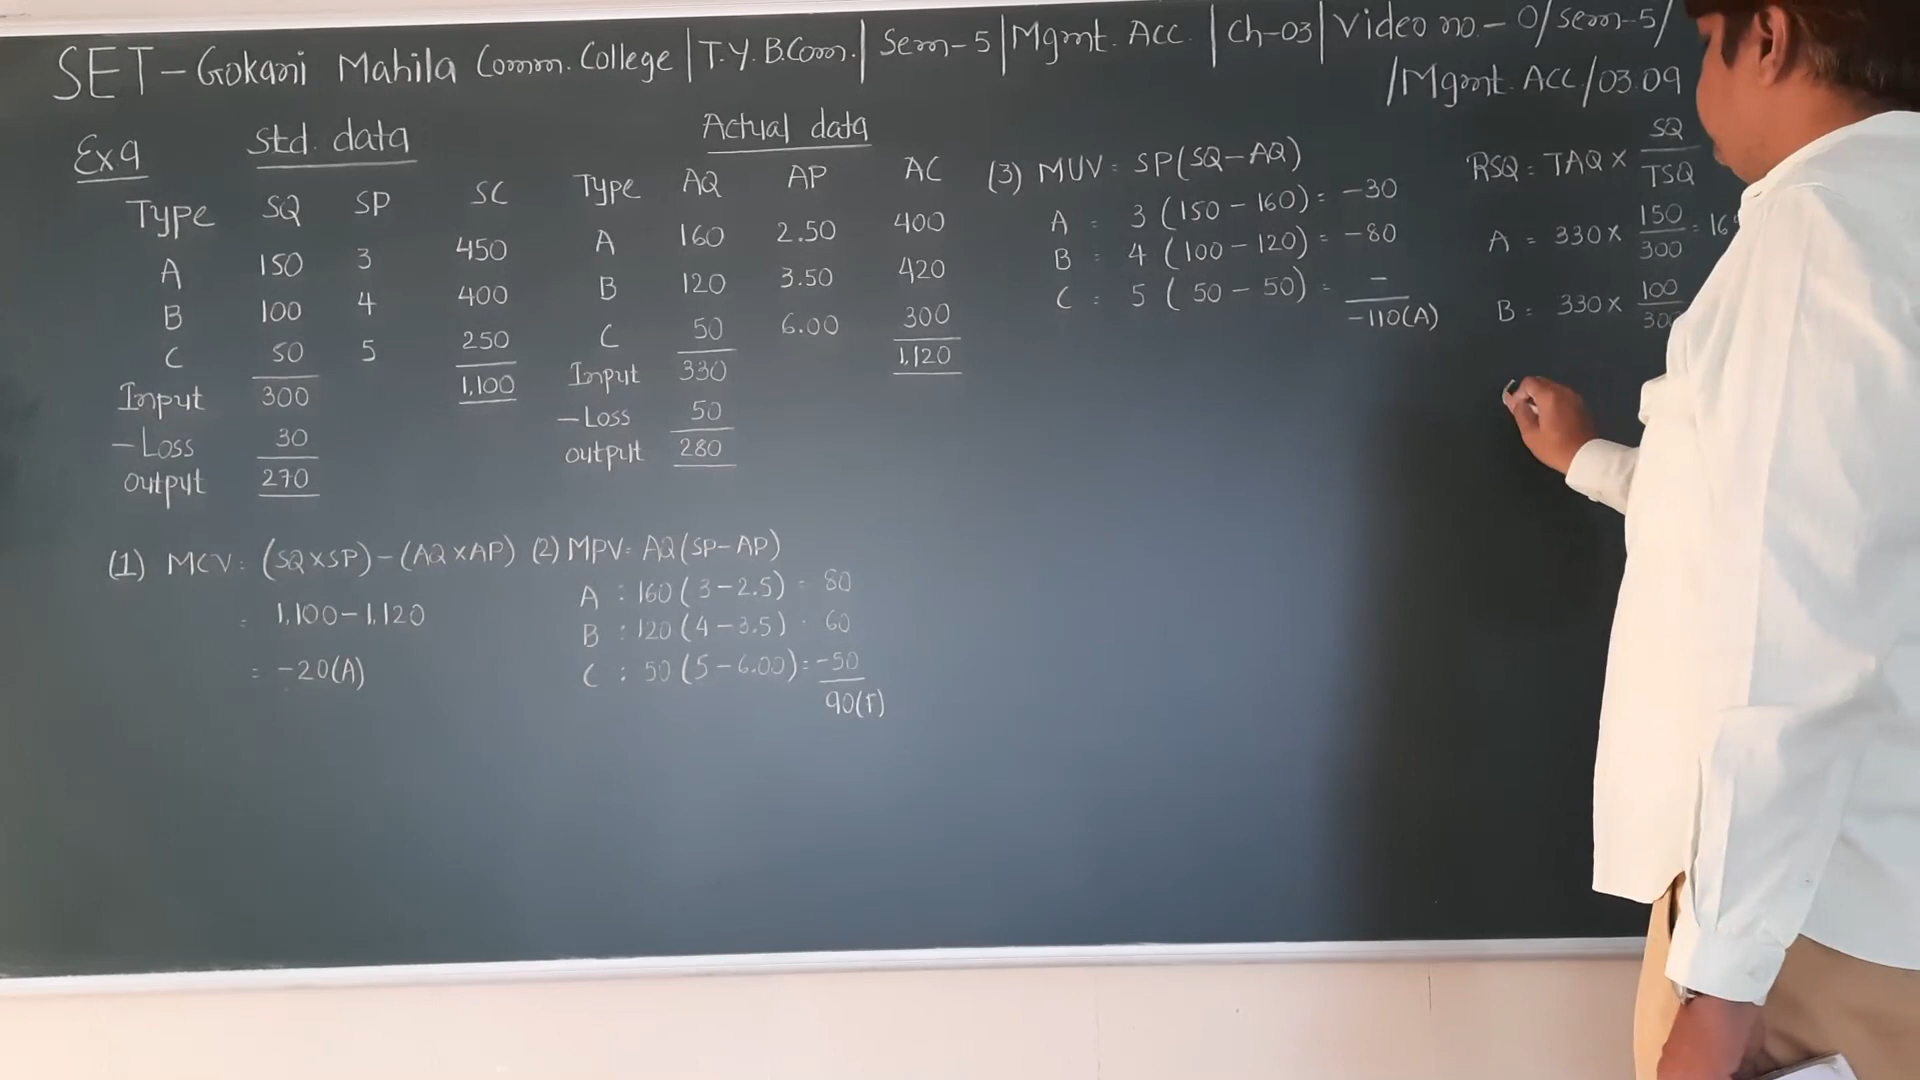 SET - Gokani Mahila Comm. College | T.Y. B.Com. | Sem-5 | Mgmt. Acc. | Ch-03 | Video no. - 0/sem-5/
/Mgmt. Acc/03.09
Ex 9
Std. data
Type SQ SP SC
A 150 3 450
B 100 4 400
C 50 5 250
Input 300 1,100
- Loss 30
output 270
Actual data
Type AQ AP AC
A 160 2.50 400
B 120 3.50 420
C 50 6.00 300
Input 330 1,120
- Loss 50
output 280
(1) MCV = (SQ×SP) - (AQ×AP)
= 1,100 - 1,120
= -20(A)
(2) MPV = AQ(SP-AP)
A : 160(3-2.5) = 80
B : 120(4-3.5) = 60
C : 50(5-6.00) = -50
90(F)
(3) MUV = SP(SQ-AQ)
A = 3(150-160) = -30
B = 4(100-120) = -80
C = 5(50-50) = -
-110(A)
RSQ = TAQ × SQ/TSQ
A = 330 × 150/300 = 16
B = 330 × 100/300